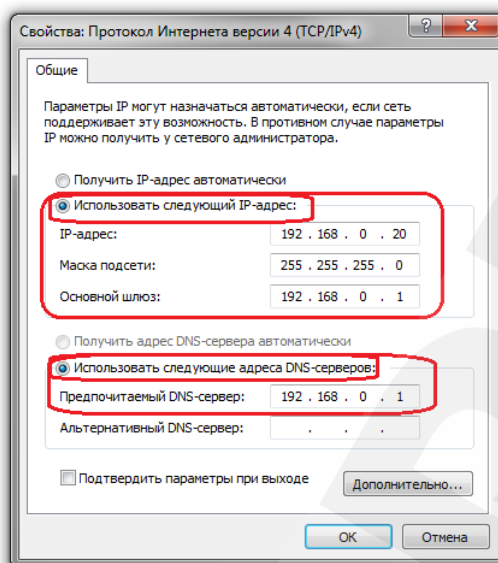 Свойства: Протокол Интернета версии 4 (TCP/IPv4)
Общие
Параметры IP могут назначаться автоматически, если сеть
поддерживает эту возможность. В противном случае параметры
IP можно получить у сетевого администратора.
Получить IP-адрес автоматически
Использовать следующий IP-адрес:
IP-адрес: 192 . 168 . 0 . 20
Маска подсети: 255 . 255 . 255 . 0
Основной шлюз: 192 . 168 . 0 . 1
Получить адрес DNS-сервера автоматически
Использовать следующие адреса DNS-серверов:
Предпочитаемый DNS-сервер: 192 . 168 . 0 . 1
Альтернативный DNS-сервер: . . .
Подтвердить параметры при выходе
Дополнительно...
ОК Отмена